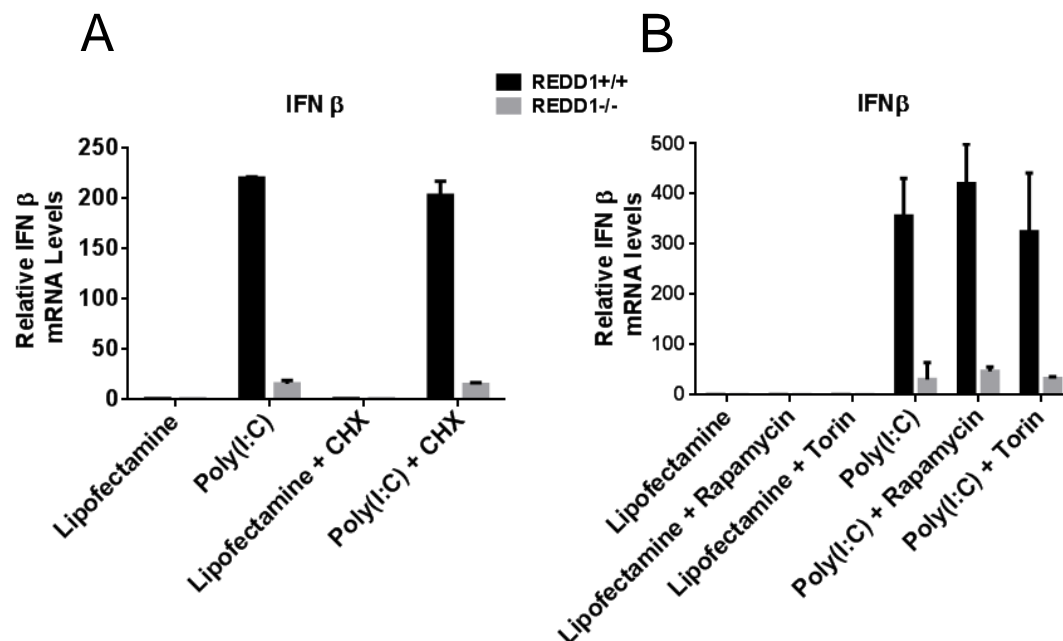 A
B
REDD1+/+
REDD1-/-
IFN β
IFNβ
Relative IFN β
mRNA Levels
250
200
150
100
50
0
Lipofectamine
Poly(I:C)
Lipofectamine + CHX
Poly(I:C) + CHX
Relative IFN β
mRNA levels
500
400
300
200
100
0
Lipofectamine
Lipofectamine + Rapamycin
Lipofectamine + Torin
Poly(I:C)
Poly(I:C) + Rapamycin
Poly(I:C) + Torin